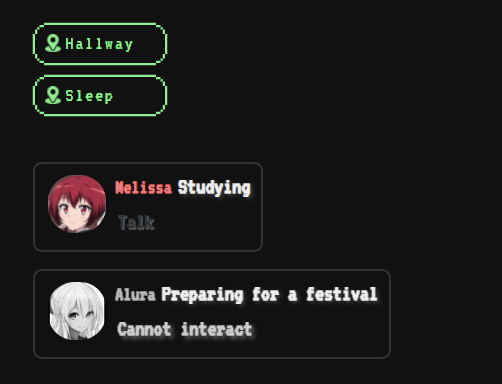 Hallway
Sleep
Melissa Studying
Talk
Alura Preparing for a festival
Cannot interact